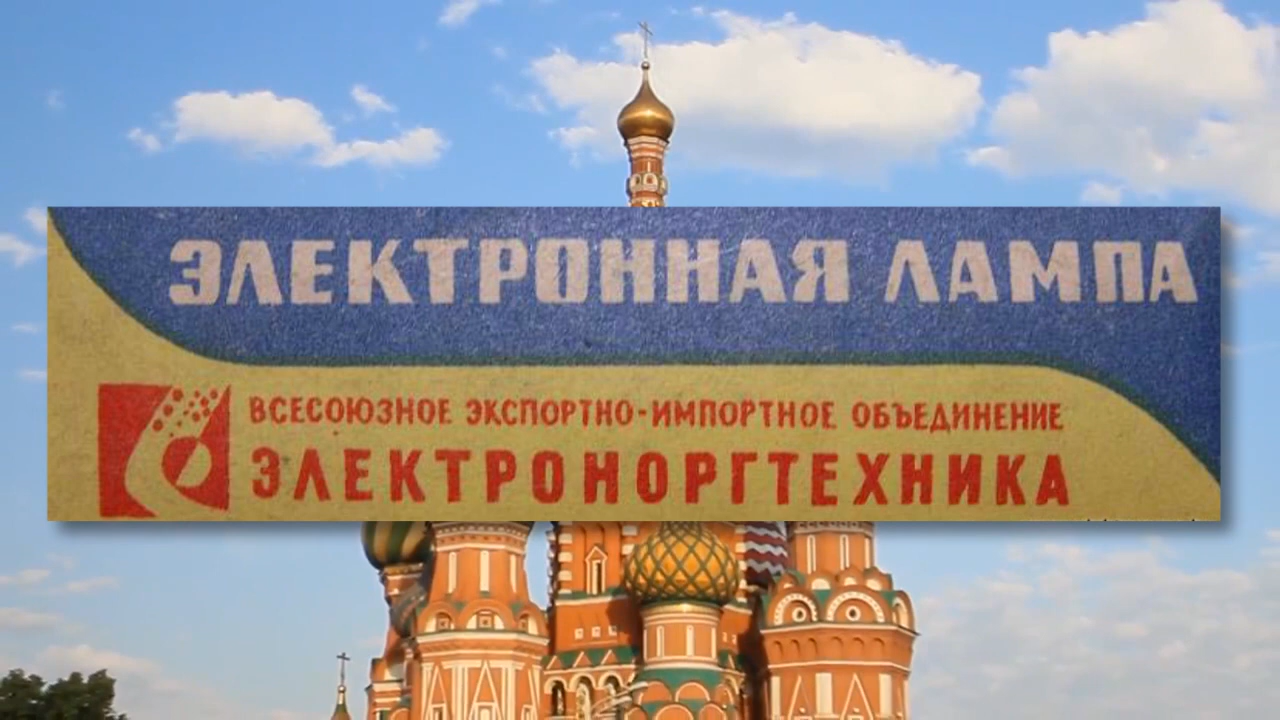 ЭЛЕКТРОННАЯ ЛАМПА
ВСЕСОЮЗНОЕ ЭКСПОРТНО-ИМПОРТНОЕ ОБЪЕДИНЕНИЕ
ЭЛЕКТРОНОРГТЕХНИКА